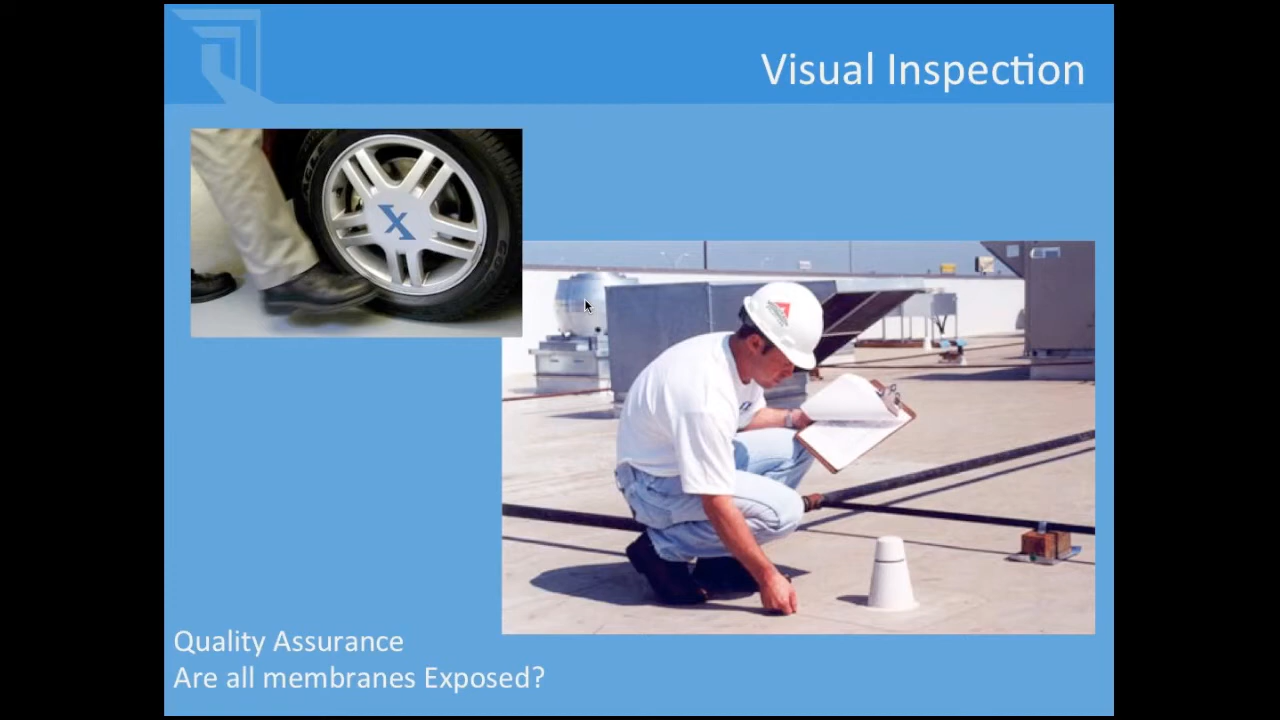 Visual Inspection
X
Quality Assurance
Are all membranes Exposed?